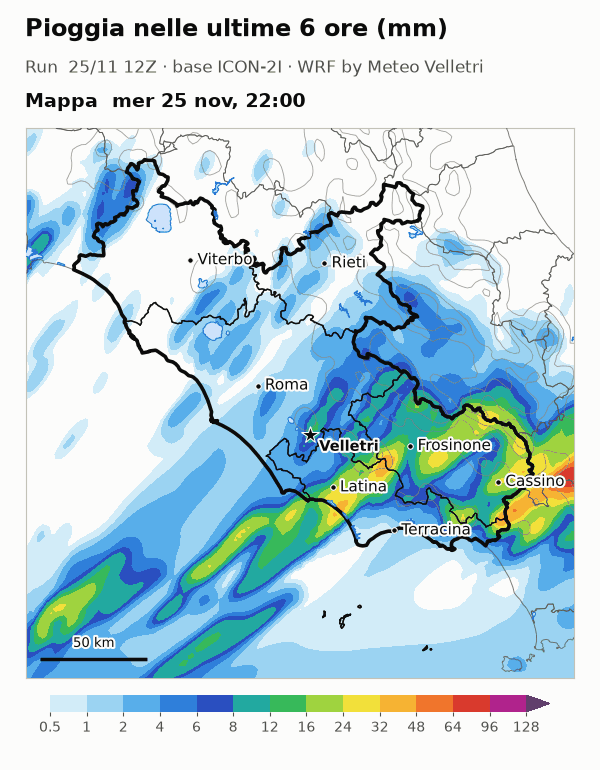 Pioggia nelle ultime 6 ore (mm)
Run  25/11 12Z · base ICON-2I · WRF by Meteo Velletri
Mappa  mer 25 nov, 22:00
Viterbo
Rieti
Roma
Velletri
Frosinone
Latina
Cassino
Terracina
50 km
0.5 1 2 4 6 8 12 16 24 32 48 64 96 128